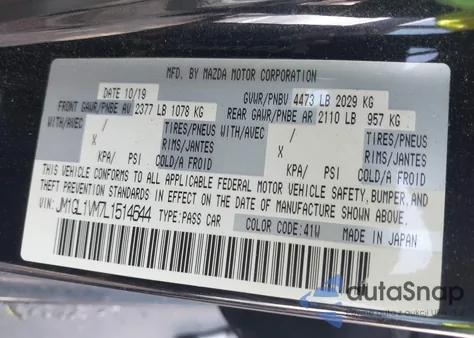 MFD. BY MAZDA MOTOR CORPORATION
DATE 10/19 GVWR/PNBV 4473 LB 2029 KG
FRONT GAWR/PNBE AV 2377 LB 1078 KG REAR GAWR/PNBE AR 2110 LB 957 KG
WITH/AVEC / TIRES/PNEUS WITH/AVEC / TIRES/PNEUS
X RIMS/JANTES X RIMS/JANTES
KPA/ PSI COLD/A FROID KPA/ PSI COLD/A FROID
THIS VEHICLE CONFORMS TO ALL APPLICABLE FEDERAL MOTOR VEHICLE SAFETY, BUMPER, AND
THEFT PREVENTION STANDARDS IN EFFECT ON THE DATE OF MANUFACTURE SHOWN ABOVE.
VIN: JM1GL1VM7L1514644 TYPE: PASS CAR COLOR CODE: 41W MADE IN JAPAN
autoSnap